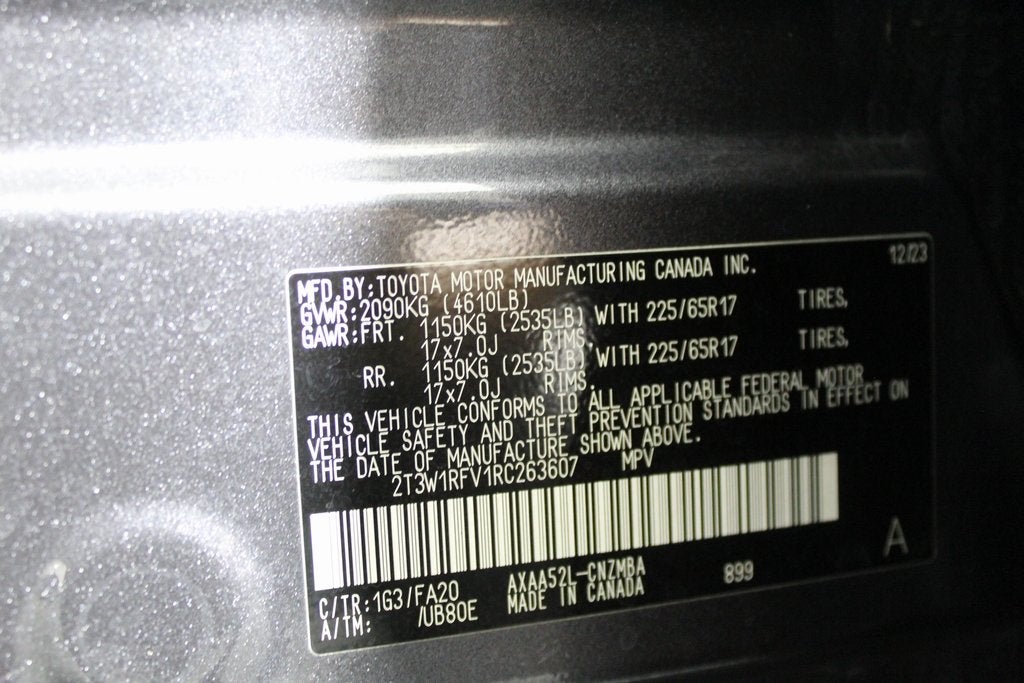 12/23
MFD.BY:TOYOTA MOTOR MANUFACTURING CANADA INC.
GVWR:2090KG (4610LB)
GAWR:FRT. 1150KG (2535LB) WITH 225/65R17 TIRES,
17x7.0J RIMS.
RR. 1150KG (2535LB) WITH 225/65R17 TIRES,
17x7.0J RIMS.
THIS VEHICLE CONFORMS TO ALL APPLICABLE FEDERAL MOTOR
VEHICLE SAFETY AND THEFT PREVENTION STANDARDS IN EFFECT ON
THE DATE OF MANUFACTURE SHOWN ABOVE.
2T3W1RFV1RC263607 MPV
A
C/TR:1G3/FA20 AXAA52L-CNZMBA 899
A/TM: /UB80E MADE IN CANADA